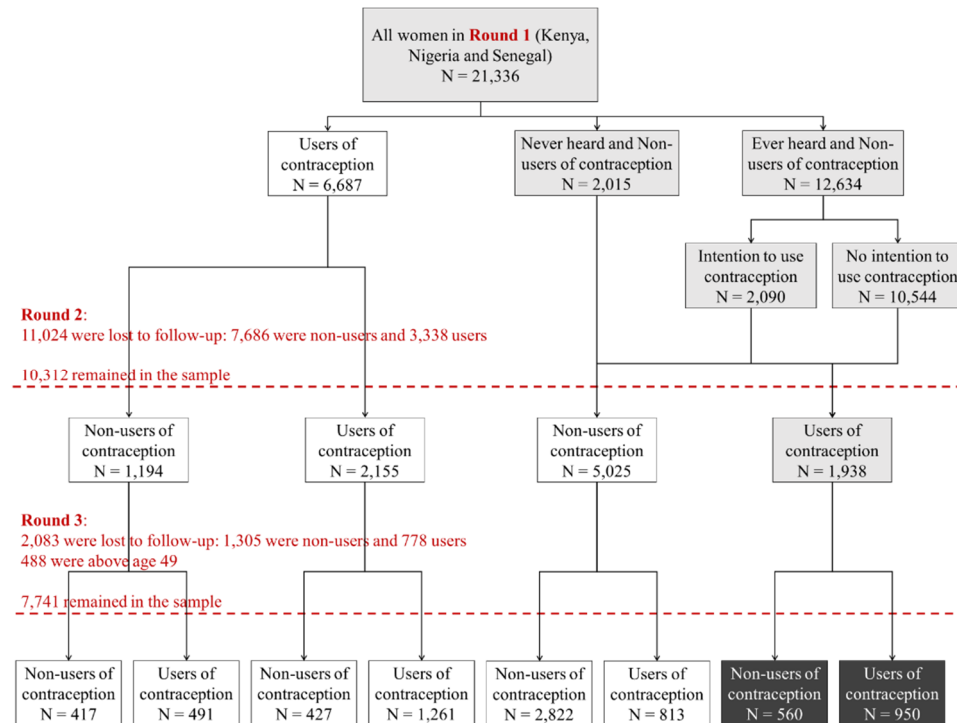 All women in Round 1 (Kenya,
Nigeria and Senegal)
N = 21,336
Users of
contraception
N = 6,687
Never heard and Non-
users of contraception
N = 2,015
Ever heard and Non-
users of contraception
N = 12,634
Intention to use
contraception
N = 2,090
No intention to
use contraception
N = 10,544
Round 2:
11,024 were lost to follow-up: 7,686 were non-users and 3,338 users
10,312 remained in the sample
Non-users of
contraception
N = 1,194
Users of
contraception
N = 2,155
Non-users of
contraception
N = 5,025
Users of
contraception
N = 1,938
Round 3:
2,083 were lost to follow-up: 1,305 were non-users and 778 users
488 were above age 49
7,741 remained in the sample
Non-users of
contraception
N = 417
Users of
contraception
N = 491
Non-users of
contraception
N = 427
Users of
contraception
N = 1,261
Non-users of
contraception
N = 2,822
Users of
contraception
N = 813
Non-users of
contraception
N = 560
Users of
contraception
N = 950